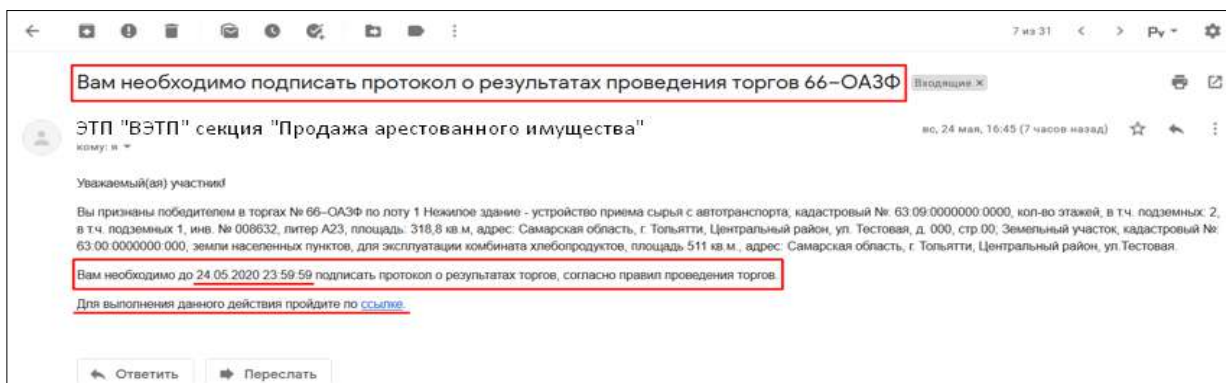 7 из 31
Ру
Вам необходимо подписать протокол о результатах проведения торгов 66–ОАЗФ
Входящие ×
ЭТП "ВЭТП" секция "Продажа арестованного имущества"
вс, 24 мая, 16:45 (7 часов назад)
кому: я
Уважаемый(ая) участник!
Вы признаны победителем в торгах № 66–ОАЗФ по лоту 1 Нежилое здание - устройство приема сырья с автотранспорта, кадастровый №: 63:09:0000000:0000, кол-во этажей, в т.ч. подземных: 2,
в т.ч. подземных 1, инв. № 008632, литер А23, площадь: 318,8 кв.м, адрес: Самарская область, г. Тольятти, Центральный район, ул. Тестовая, д. 000, стр.00; Земельный участок, кадастровый №:
63:00:0000000:000, земли населенных пунктов, для эксплуатации комбината хлебопродуктов, площадь 511 кв.м., адрес: Самарская область, г. Тольятти, Центральный район, ул.Тестовая.
Вам необходимо до 24.05.2020 23:59:59 подписать протокол о результатах торгов, согласно правил проведения торгов.
Для выполнения данного действия пройдите по ссылке.
Ответить
Переслать